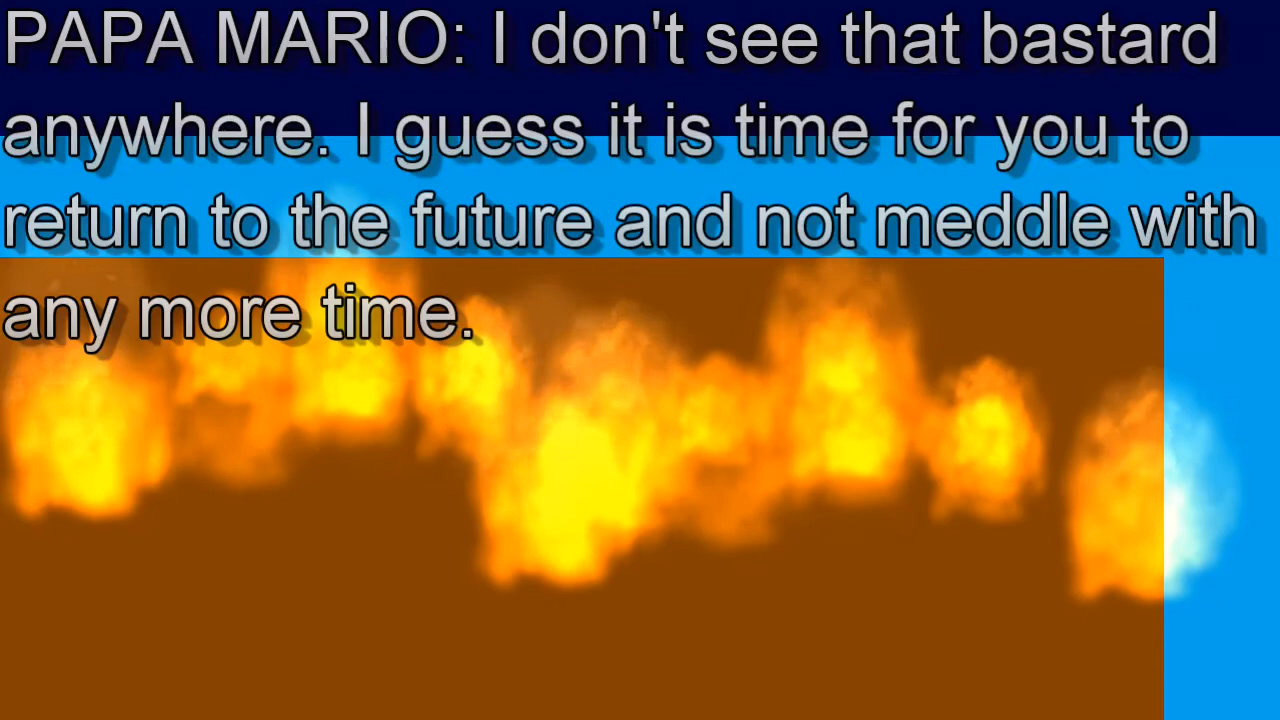 PAPA MARIO: I don't see that bastard
anywhere. I guess it is time for you to
return to the future and not meddle with
any more time.